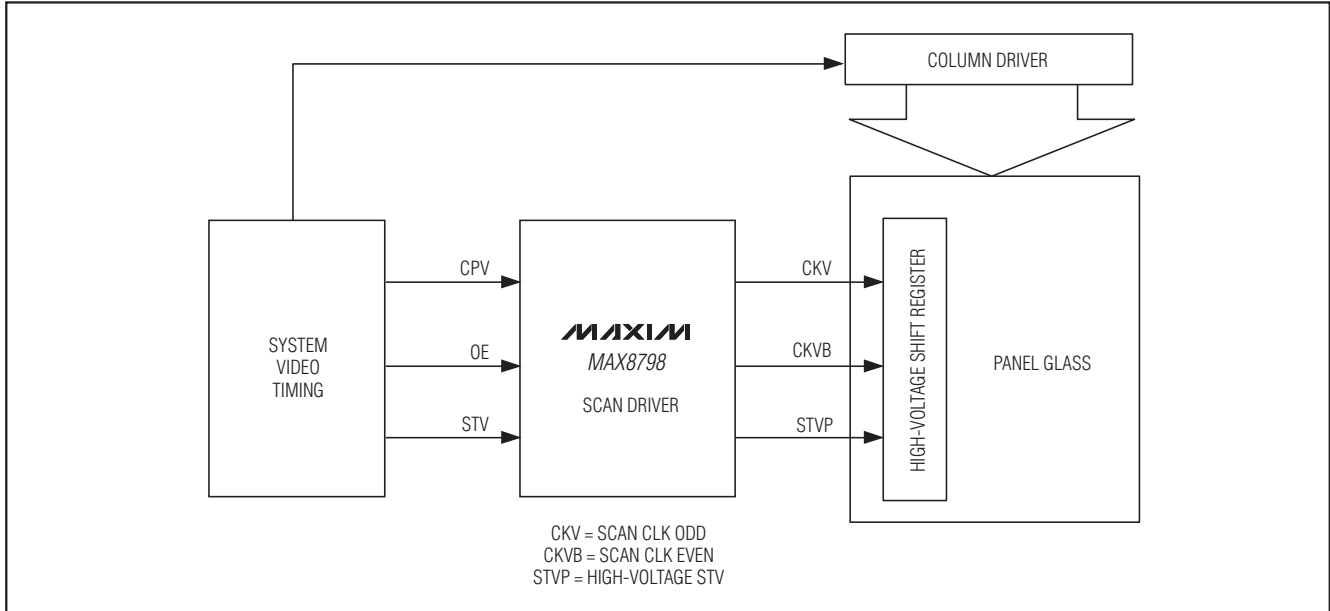 COLUMN DRIVER
SYSTEM
VIDEO
TIMING
CPV
OE
STV
MAXIM
MAX8798
SCAN DRIVER
CKV
CKVB
STVP
HIGH-VOLTAGE SHIFT REGISTER
PANEL GLASS
CKV = SCAN CLK ODD
CKVB = SCAN CLK EVEN
STVP = HIGH-VOLTAGE STV